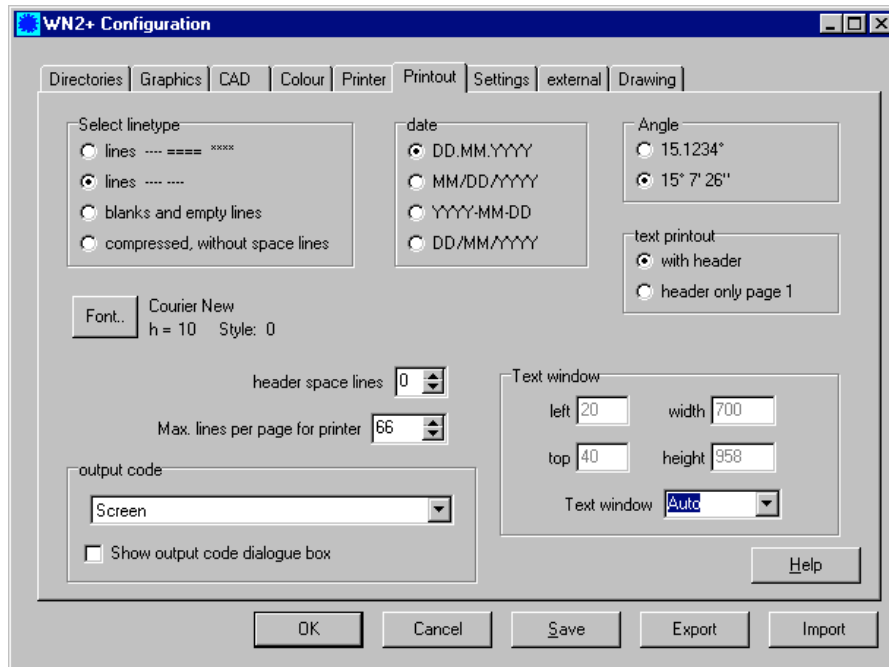 WN2+ Configuration
Directories Graphics CAD Colour Printer Printout Settings external Drawing
Select linetype
lines ---- ==== ****
lines ---- ----
blanks and empty lines
compressed, without space lines
date
DD.MM.YYYY
MM/DD/YYYY
YYYY-MM-DD
DD/MM/YYYY
Angle
15.1234°
15° 7' 26''
text printout
with header
header only page 1
Font..
Courier New
h = 10 Style: 0
header space lines 0
Max. lines per page for printer 66
output code
Screen
Show output code dialogue box
Text window
left 20 width 700
top 40 height 958
Text window Auto
Help
OK Cancel Save Export Import